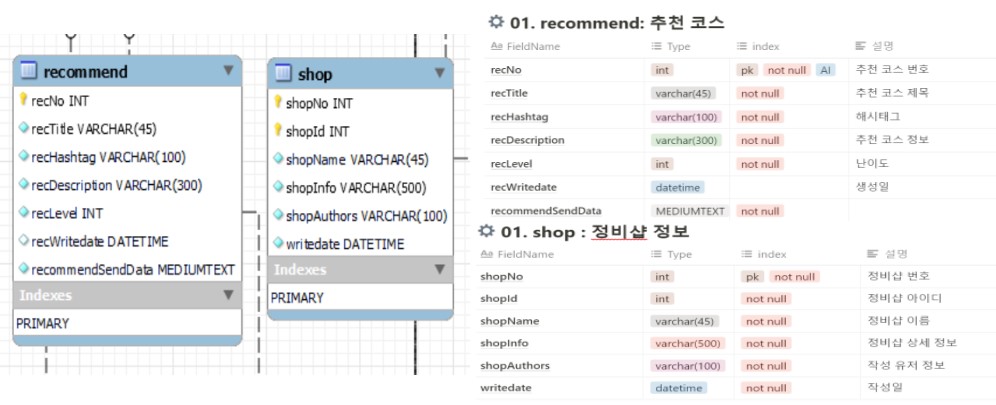 recommend
recNo INT
recTitle VARCHAR(45)
recHashtag VARCHAR(100)
recDescription VARCHAR(300)
recLevel INT
recWritedate DATETIME
recommendSendData MEDIUMTEXT
Indexes
PRIMARY
shop
shopNo INT
shopId INT
shopName VARCHAR(45)
shopInfo VARCHAR(500)
shopAuthors VARCHAR(100)
writedate DATETIME
Indexes
PRIMARY
01. recommend: 추천 코스
Aa FieldName Type index 설명
recNo int pk not null AI 추천 코스 번호
recTitle varchar(45) not null 추천 코스 제목
recHashtag varchar(100) not null 해시태그
recDescription varchar(300) not null 추천 코스 정보
recLevel int not null 난이도
recWritedate datetime 생성일
recommendSendData MEDIUMTEXT not null
01. shop : 정비샵 정보
Aa FieldName Type index 설명
shopNo int pk not null 정비샵 번호
shopId int not null 정비샵 아이디
shopName varchar(45) not null 정비샵 이름
shopInfo varchar(500) not null 정비샵 상세 정보
shopAuthors varchar(100) not null 작성 유저 정보
writedate datetime not null 작성일